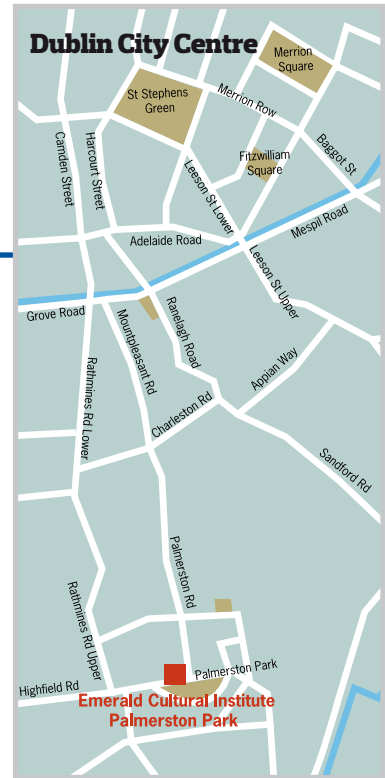 Dublin City Centre
Merrion
Square
St Stephens
Green
Merrion Row
Baggot St
Camden Street
Harcourt Street
Leeson St Lower
Fitzwilliam
Square
Mespil Road
Adelaide Road
Leeson St Upper
Grove Road
Mountpleasant Rd
Ranelagh Road
Rathmines Rd Lower
Appian Way
Charleston Rd
Sandford Rd
Palmerston Rd
Rathmines Rd Upper
Palmerston Park
Highfield Rd
Emerald Cultural Institute
Palmerston Park